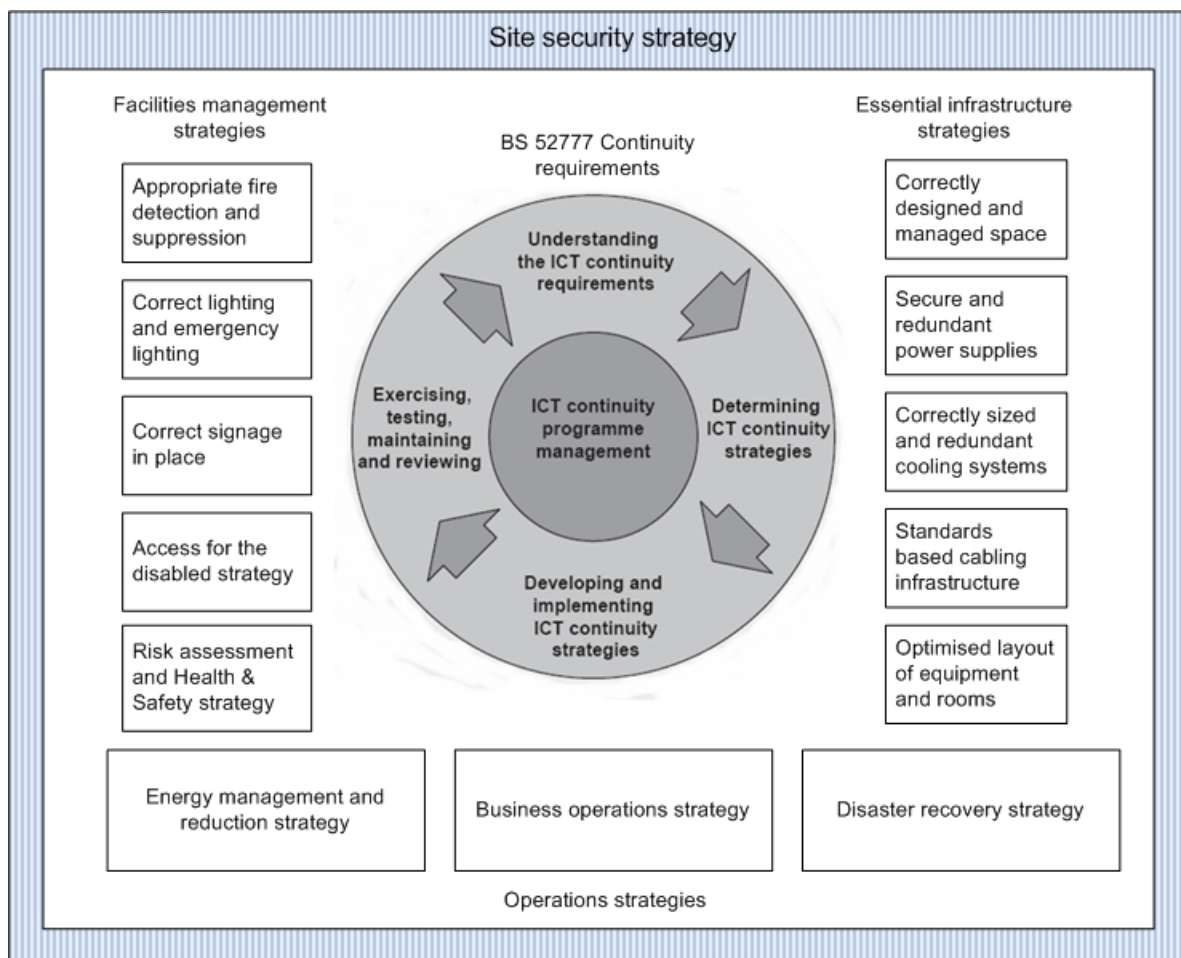 Site security strategy
Facilities management
strategies
Appropriate fire
detection and
suppression
Correct lighting
and emergency
lighting
Correct signage
in place
Access for the
disabled strategy
Risk assessment
and Health &
Safety strategy
BS 52777 Continuity
requirements
Understanding
the ICT continuity
requirements
Exercising,
testing,
maintaining
and reviewing
ICT continuity
programme
management
Determining
ICT continuity
strategies
Developing and
implementing
ICT continuity
strategies
Essential infrastructure
strategies
Correctly
designed and
managed space
Secure and
redundant
power supplies
Correctly sized
and redundant
cooling systems
Standards
based cabling
infrastructure
Optimised layout
of equipment
and rooms
Energy management and
reduction strategy
Business operations strategy
Disaster recovery strategy
Operations strategies